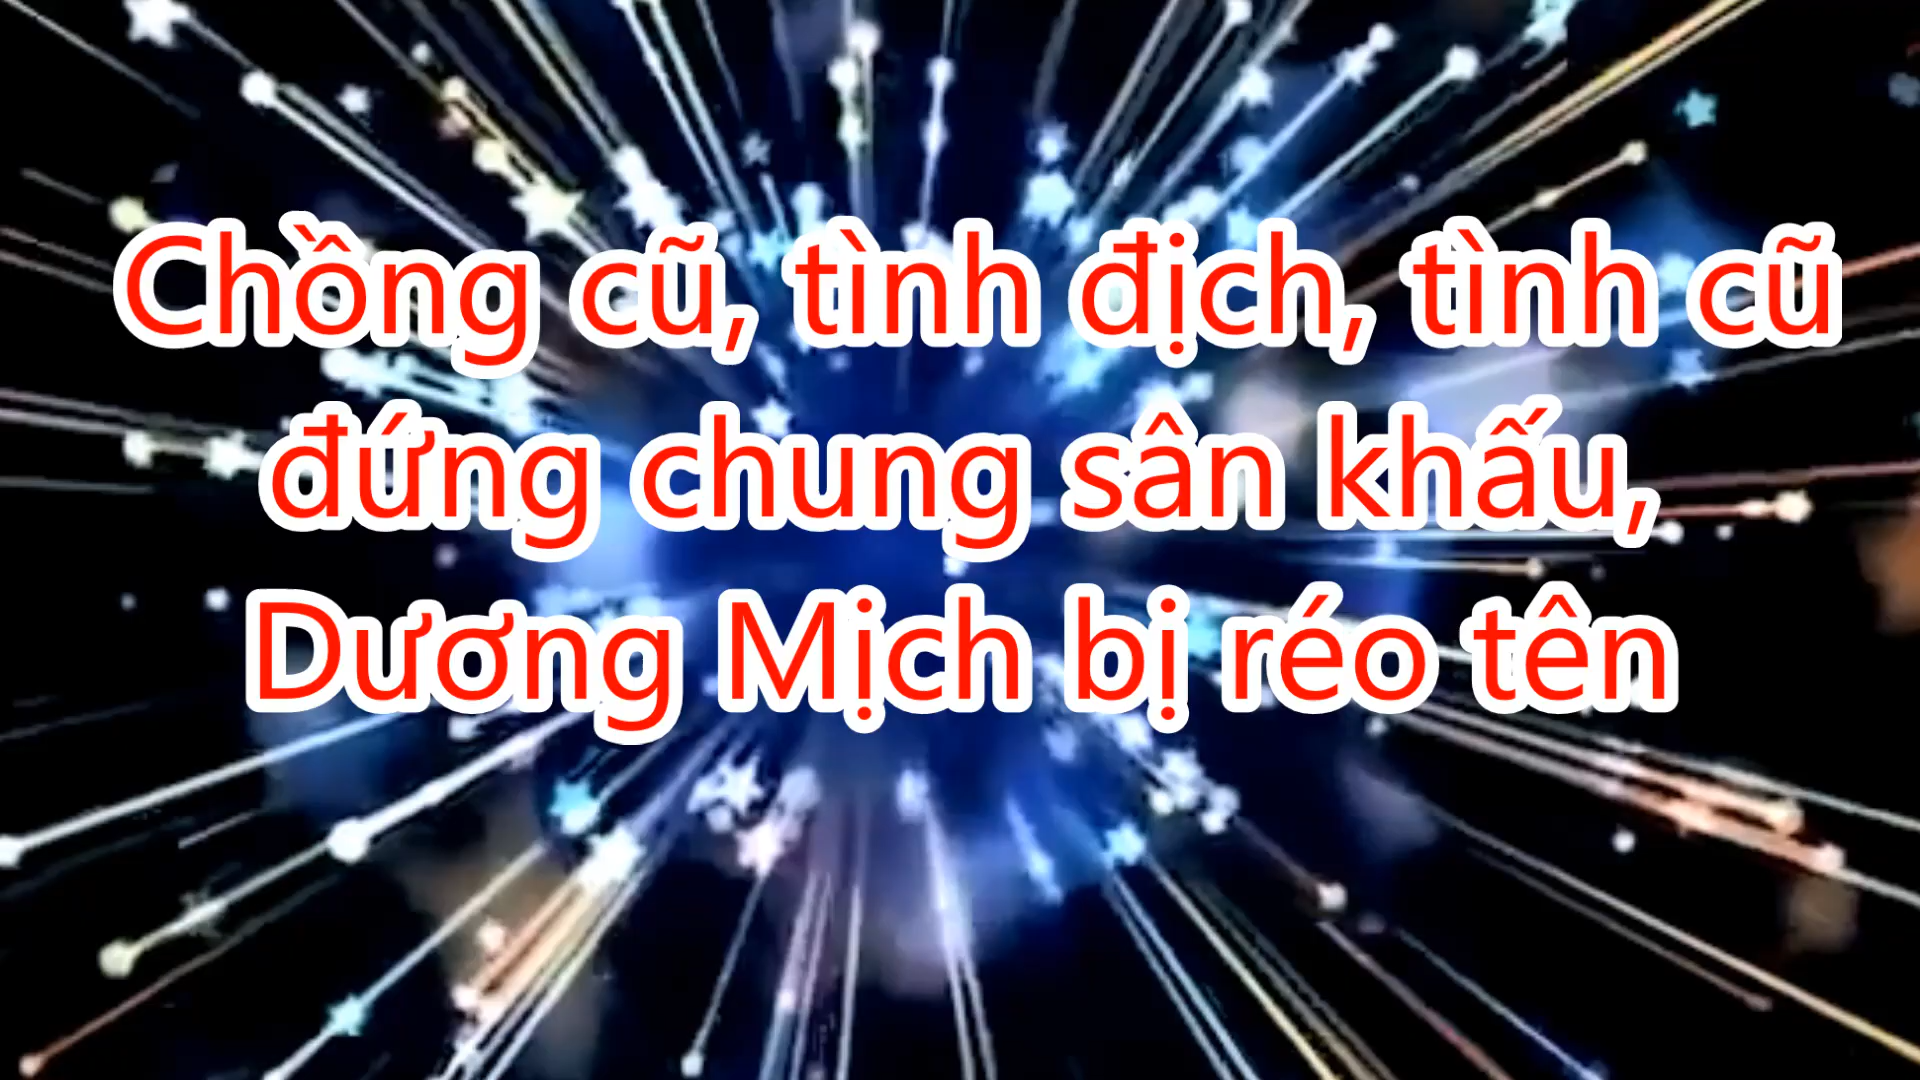 Chồng cũ, tình địch, tình cũ
đứng chung sân khấu,
Dương Mịch bị réo tên